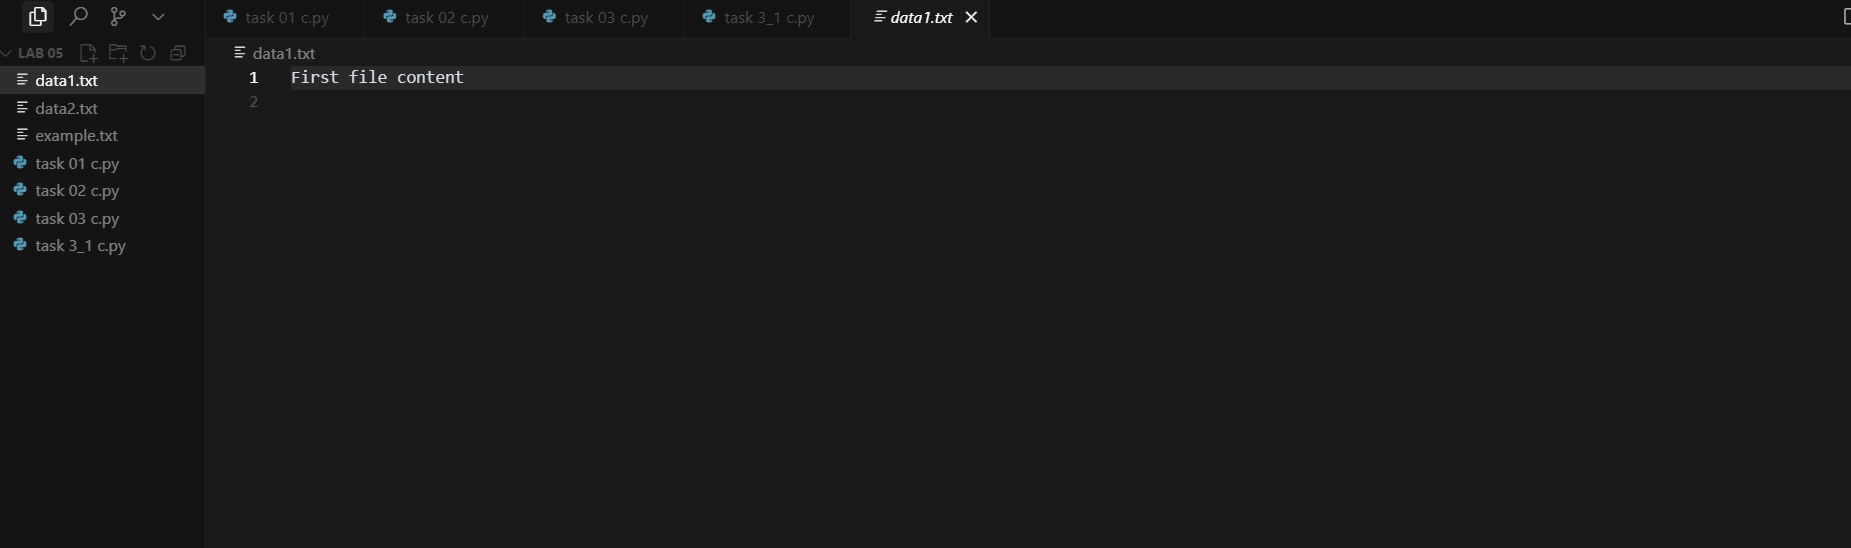 task 01 c.py
task 02 c.py
task 03 c.py
task 3_1 c.py
data1.txt
LAB 05
data1.txt
data2.txt
example.txt
task 01 c.py
task 02 c.py
task 03 c.py
task 3_1 c.py
data1.txt
1 First file content
2